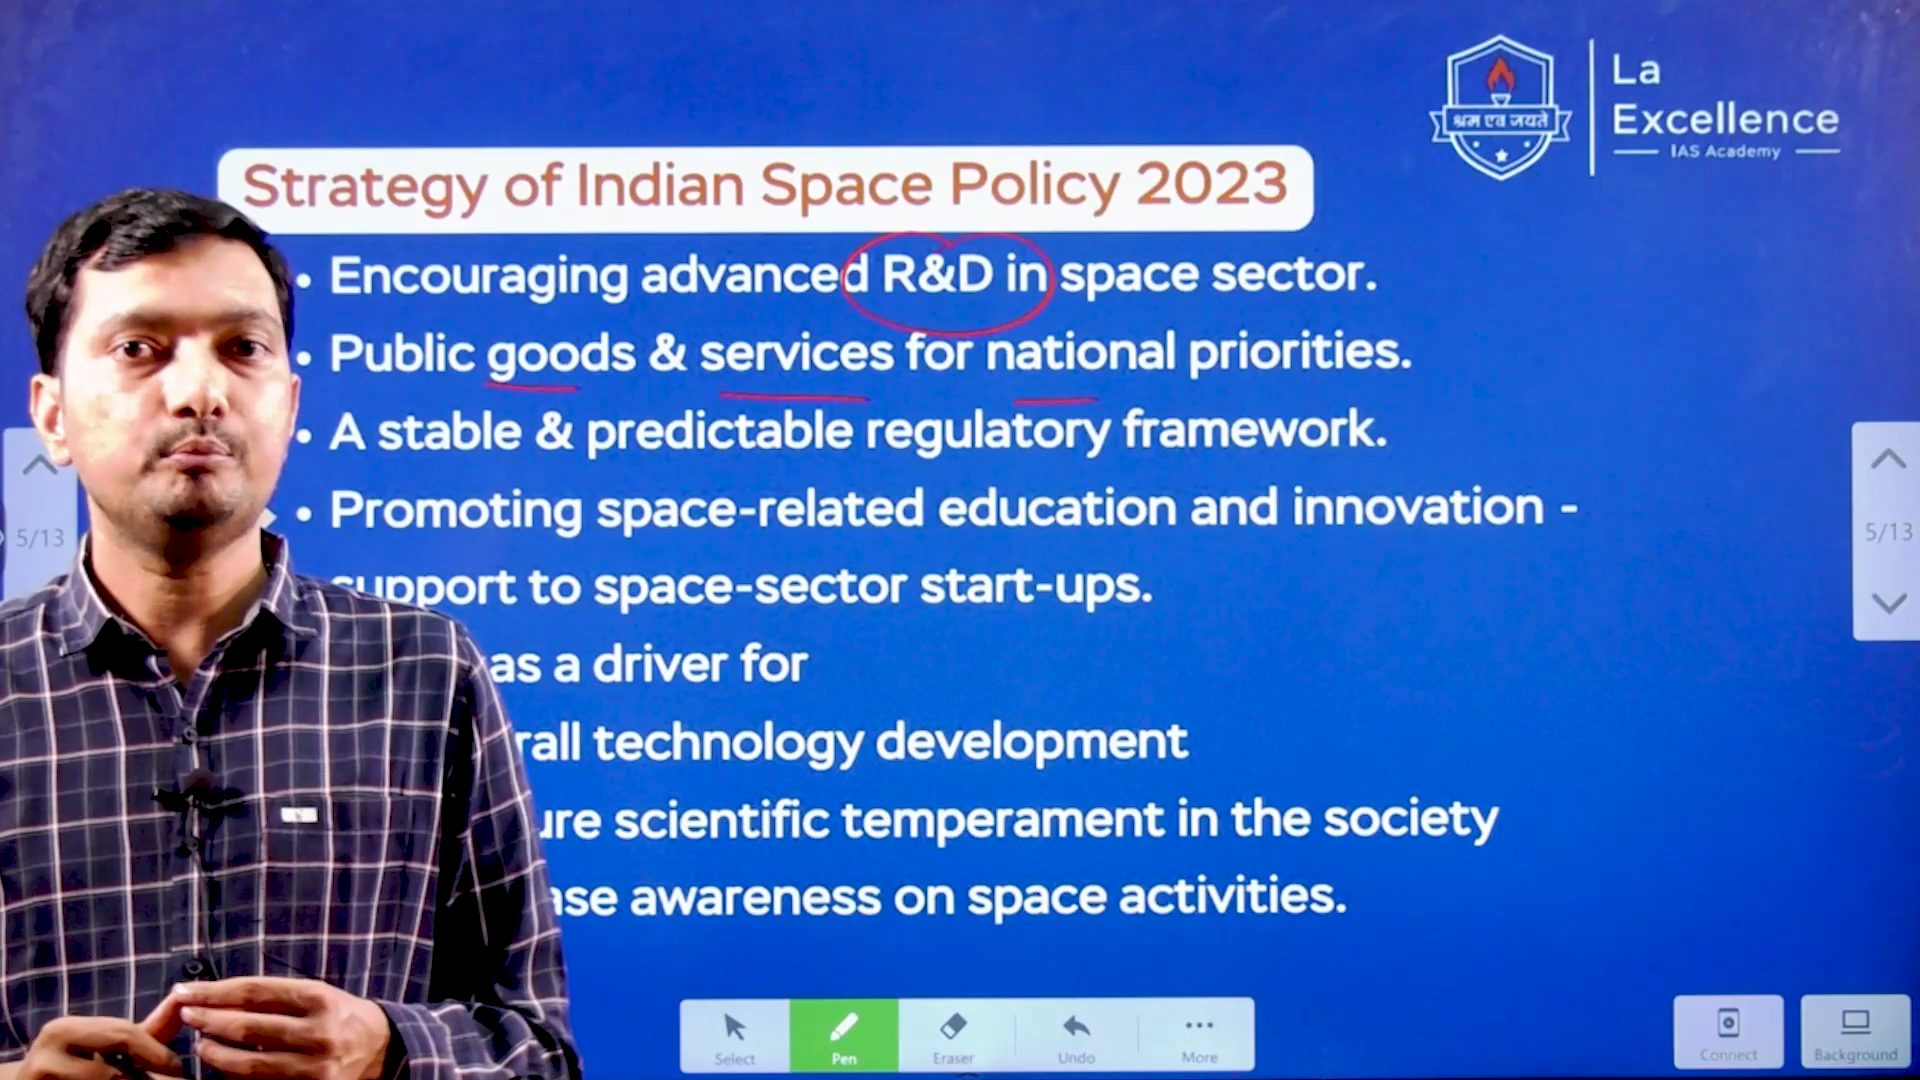 La
Excellence
IAS Academy
श्रम एव जयते
Strategy of Indian Space Policy 2023
• Encouraging advanced R&D in space sector.
• Public goods & services for national priorities.
• A stable & predictable regulatory framework.
• Promoting space-related education and innovation -
support to space-sector start-ups.
as a driver for
technology development
scientific temperament in the society
awareness on space activities.
5/13
5/13
Select
Pen
Eraser
Undo
More
Connect
Background